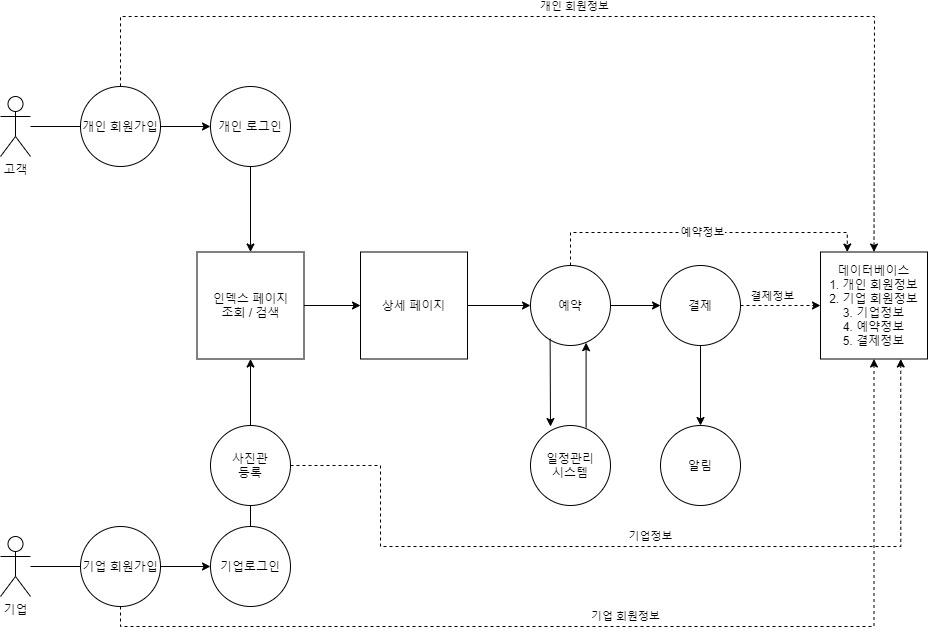 개인 회원정보
개인 회원가입
개인 로그인
고객
예약정보
인덱스 페이지
조회 / 검색
상세 페이지
예약
결제
결제정보
데이터베이스
1. 개인 회원정보
2. 기업 회원정보
3. 기업정보
4. 예약정보
5. 결제정보
사진관
등록
일정관리
시스템
알림
기업정보
기업 회원가입
기업로그인
기업
기업 회원정보